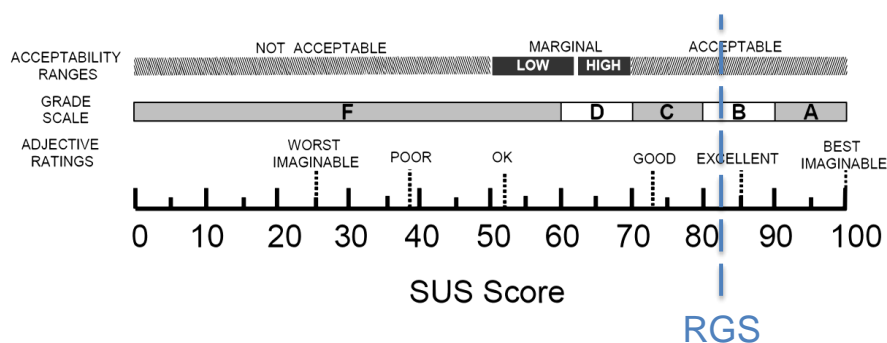 NOT ACCEPTABLE MARGINAL ACCEPTABLE
ACCEPTABILITY RANGES
LOW HIGH
GRADE SCALE
F D C B A
ADJECTIVE RATINGS
WORST IMAGINABLE
POOR
OK
GOOD
EXCELLENT
BEST IMAGINABLE
0 10 20 30 40 50 60 70 80 90 100
SUS Score
RGS